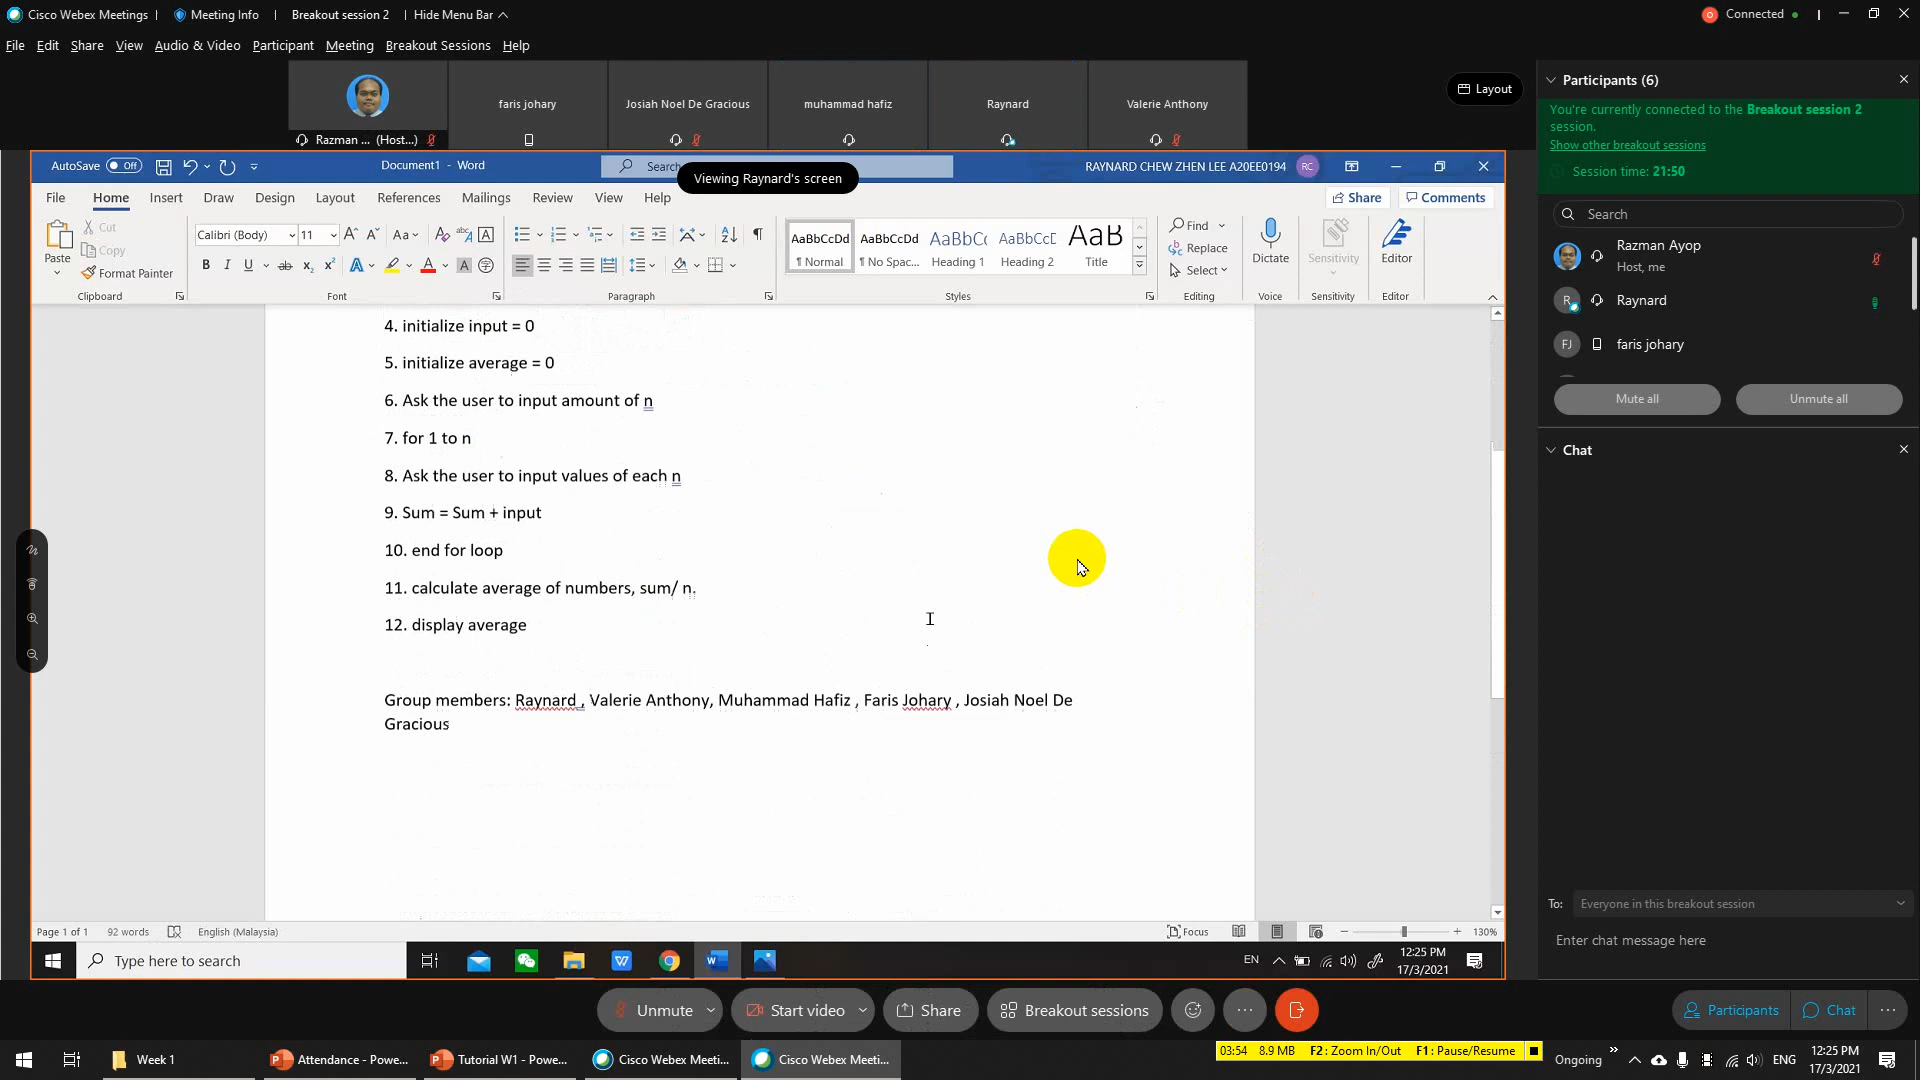 Cisco Webex Meetings
Meeting Info
Breakout session 2
Hide Menu Bar
Connected
File Edit Share View Audio & Video Participant Meeting Breakout Sessions Help
Razman ... (Host...)
faris johary
Josiah Noel De Gracious
muhammad hafiz
Raynard
Valerie Anthony
Layout
AutoSave Off
Document1 - Word
Search
Viewing Raynard's screen
RAYNARD CHEW ZHEN LEE A20EE0194 RC
File Home Insert Draw Design Layout References Mailings Review View Help
Share
Comments
Paste
Cut
Copy
Format Painter
Calibri (Body) 11
AaBbCcDd
¶ Normal
AaBbCcDd
¶ No Spac...
AaBbCc
Heading 1
AaBbCcD
Heading 2
AaB
Title
Find
Replace
Select
Dictate
Sensitivity
Editor
Clipboard Font Paragraph Styles Editing Voice Sensitivity Editor
4. initialize input = 0
5. initialize average = 0
6. Ask the user to input amount of n
7. for 1 to n
8. Ask the user to input values of each n
9. Sum = Sum + input
10. end for loop
11. calculate average of numbers, sum/ n.
12. display average
Group members: Raynard , Valerie Anthony, Muhammad Hafiz , Faris Johary , Josiah Noel De
Gracious
Page 1 of 1 92 words English (Malaysia)
Focus
130%
Type here to search
EN
12:25 PM
17/3/2021
Participants (6)
You're currently connected to the Breakout session 2
session.
Show other breakout sessions
Session time: 21:50
Search
Razman Ayop
Host, me
R Raynard
FJ faris johary
Mute all
Unmute all
Chat
To: Everyone in this breakout session
Enter chat message here
Unmute
Start video
Share
Breakout sessions
Participants
Chat
Week 1
Attendance - Powe...
Tutorial W1 - Powe...
Cisco Webex Meeti...
Cisco Webex Meeti...
03:54 8.9 MB F2 : Zoom In/Out F1 : Pause/Resume
Ongoing
ENG
12:25 PM
17/3/2021